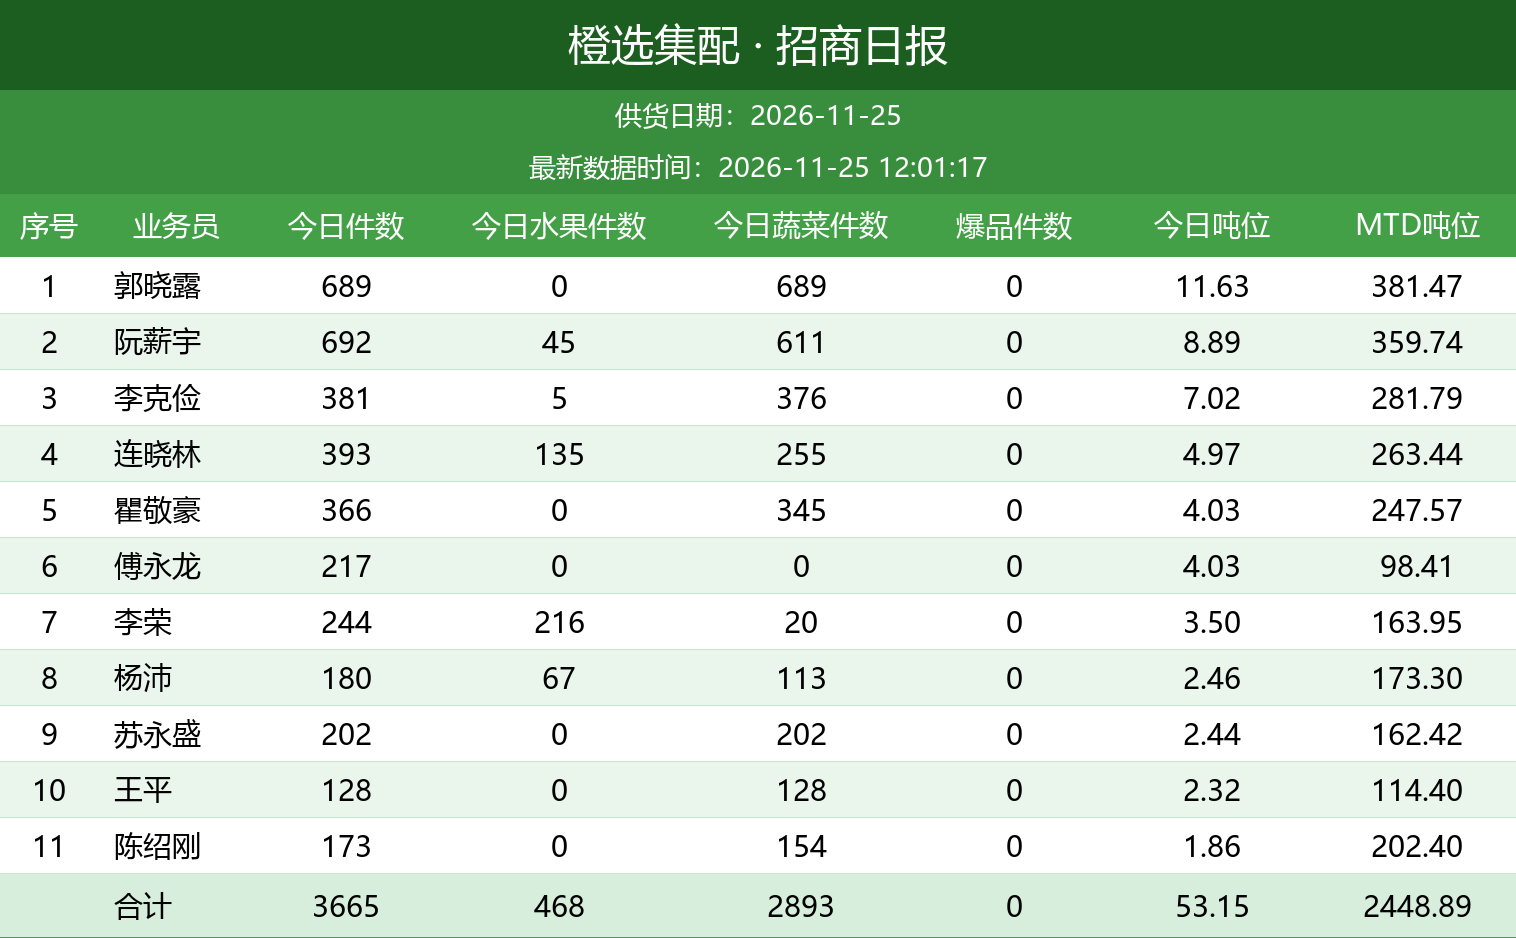 橙选集配 · 招商日报
供货日期：2026-11-25
最新数据时间：2026-11-25 12:01:17
序号 业务员 今日件数 今日水果件数 今日蔬菜件数 爆品件数 今日吨位 MTD吨位
1 郭晓露 689 0 689 0 11.63 381.47
2 阮薪宇 692 45 611 0 8.89 359.74
3 李克俭 381 5 376 0 7.02 281.79
4 连晓林 393 135 255 0 4.97 263.44
5 瞿敬豪 366 0 345 0 4.03 247.57
6 傅永龙 217 0 0 0 4.03 98.41
7 李荣 244 216 20 0 3.50 163.95
8 杨沛 180 67 113 0 2.46 173.30
9 苏永盛 202 0 202 0 2.44 162.42
10 王平 128 0 128 0 2.32 114.40
11 陈绍刚 173 0 154 0 1.86 202.40
合计 3665 468 2893 0 53.15 2448.89